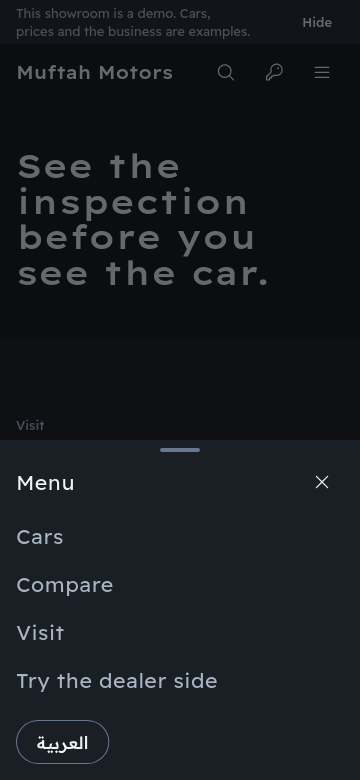 This showroom is a demo. Cars,
prices and the business are examples.
Hide
Muftah Motors
See the
inspection
before you
see the car.
Visit
Menu
Cars
Compare
Visit
Try the dealer side
العربية